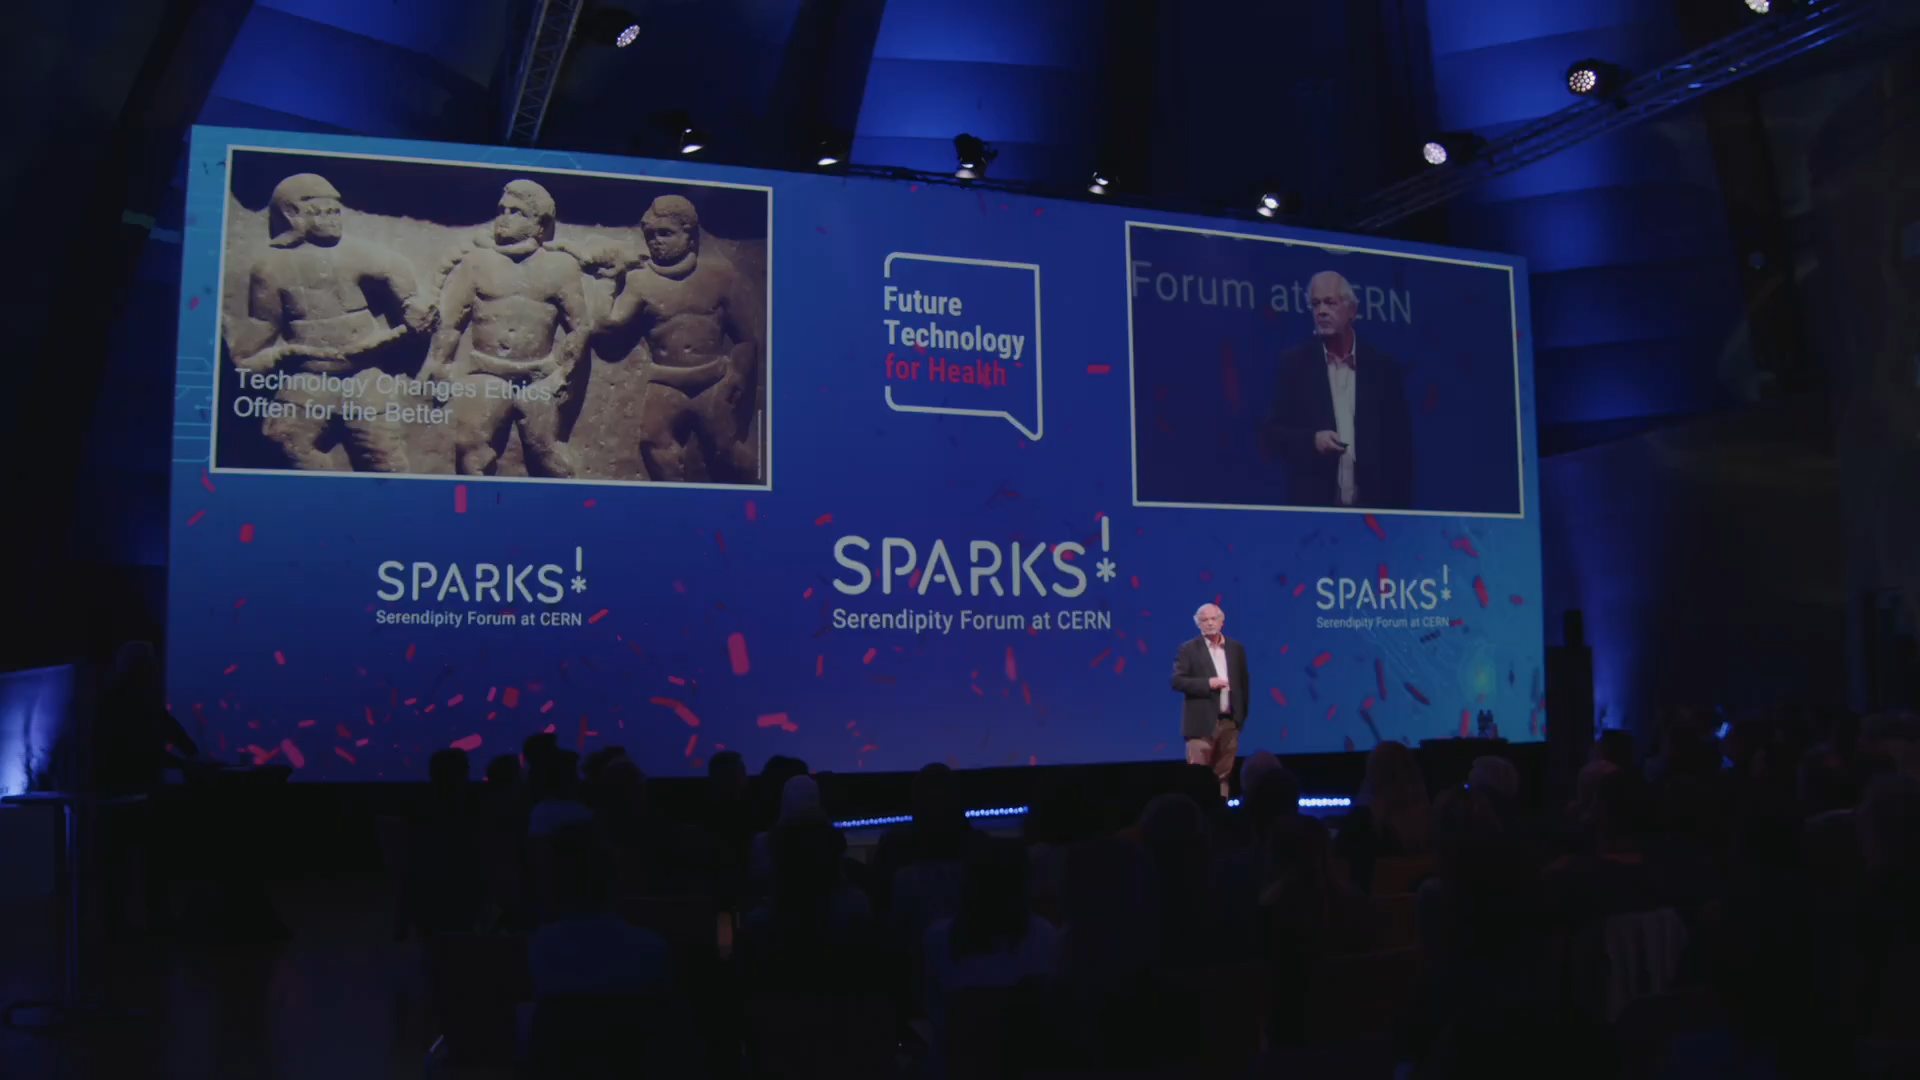 Technology Changes Ethics
Often for the Better
Future
Technology
for Health
Forum at CERN
SPARKS!
Serendipity Forum at CERN
SPARKS!
Serendipity Forum at CERN
SPARKS!
Serendipity Forum at CERN